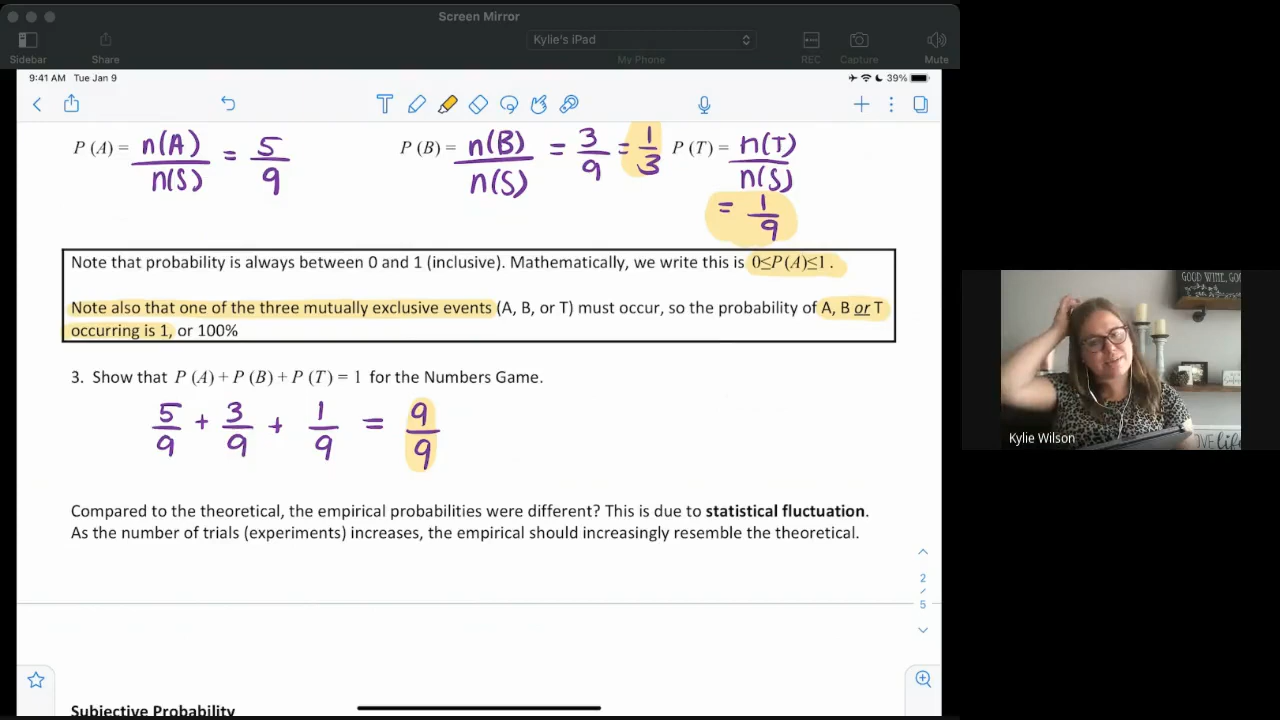 Screen Mirror
Kylie's iPad
Sidebar
Share
My Phone
REC
Capture
Mute
9:41 AM Tue Jan 9
39%
P (A) = n(A)/n(S) = 5/9
P (B) = n(B)/n(S) = 3/9 = 1/3
P (T) = n(T)/n(S)
= 1/9
Note that probability is always between 0 and 1 (inclusive). Mathematically, we write this is 0≤P(A)≤1.
Note also that one of the three mutually exclusive events (A, B, or T) must occur, so the probability of A, B or T
occurring is 1, or 100%
3. Show that P (A) + P (B) + P (T) = 1 for the Numbers Game.
5/9 + 3/9 + 1/9 = 9/9
Compared to the theoretical, the empirical probabilities were different? This is due to statistical fluctuation.
As the number of trials (experiments) increases, the empirical should increasingly resemble the theoretical.
2
/
5
Subjective Probability
GOOD WINE, GOO
Kylie Wilson
LOVE life